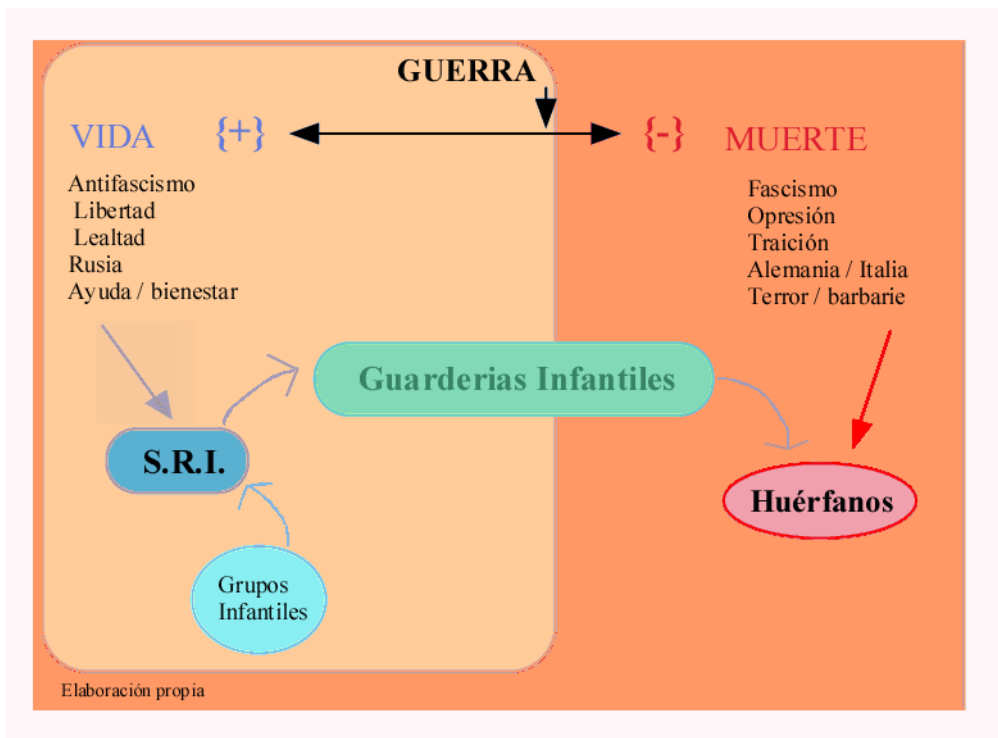 GUERRA
VIDA {+} {-} MUERTE
Antifascismo
Libertad
Lealtad
Rusia
Ayuda / bienestar
Fascismo
Opresión
Traición
Alemania / Italia
Terror / barbarie
Guarderias Infantiles
S.R.I.
Huérfanos
Grupos
Infantiles
Elaboración propia